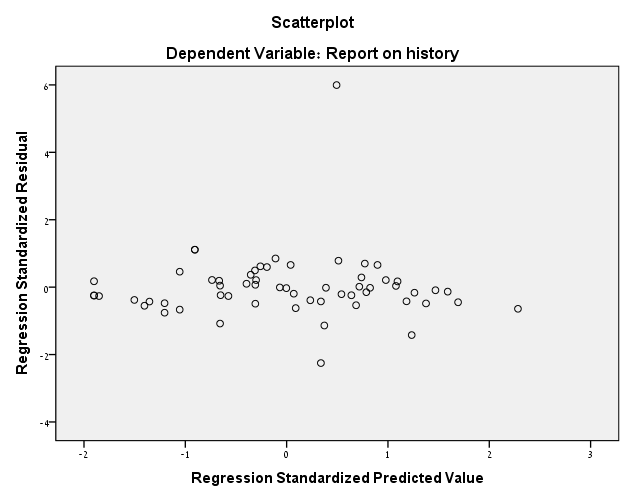 Scatterplot
Dependent Variable: Report on history
Regression Standardized Residual
6
4
2
0
-2
-4
-2 -1 0 1 2 3
Regression Standardized Predicted Value